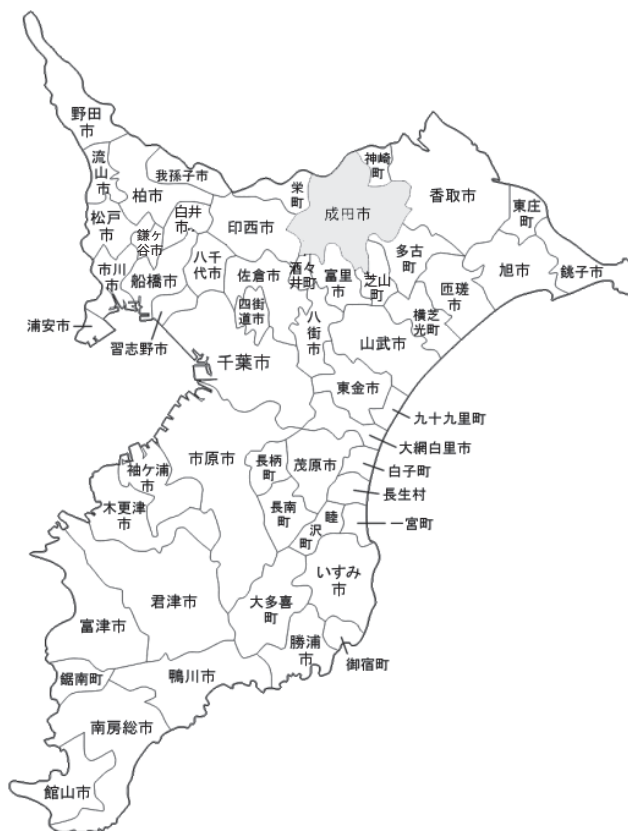 野田
市
流
山
市
我孫子市
柏市
松戸
市
鎌ヶ
谷市
白井
市
印西市
栄
町
成田市
神崎
町
香取市
東庄
町
市川
市
船橋市
八千
代市
佐倉市
酒々
井町
富里
市
芝山
町
多古
町
匝瑳
市
旭市
銚子市
浦安市
習志野市
四街
道市
八
街
市
横芝
光町
山武市
千葉市
東金市
九十九里町
大網白里市
白子町
長生村
一宮町
市原市
長柄
町
茂原市
袖ケ浦
市
木更津
市
長南
町
睦
沢
町
いすみ
市
君津市
大多喜
町
富津市
勝浦
市
御宿町
鋸南町
鴨川市
南房総市
館山市